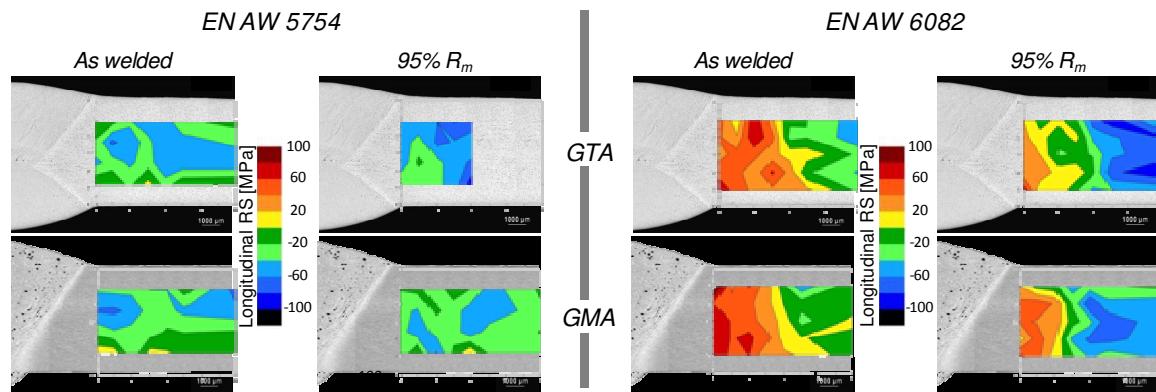 EN AW 5754
EN AW 6082
As welded
95% Rm
As welded
95% Rm
GTA
GMA
Longitudinal RS [MPa]
100
60
20
-20
-60
-100
Longitudinal RS [MPa]
100
60
20
-20
-60
-100
1000 µm
1000 µm
1000 µm
1000 µm
1000 µm
1000 µm
1000 µm
1000 µm